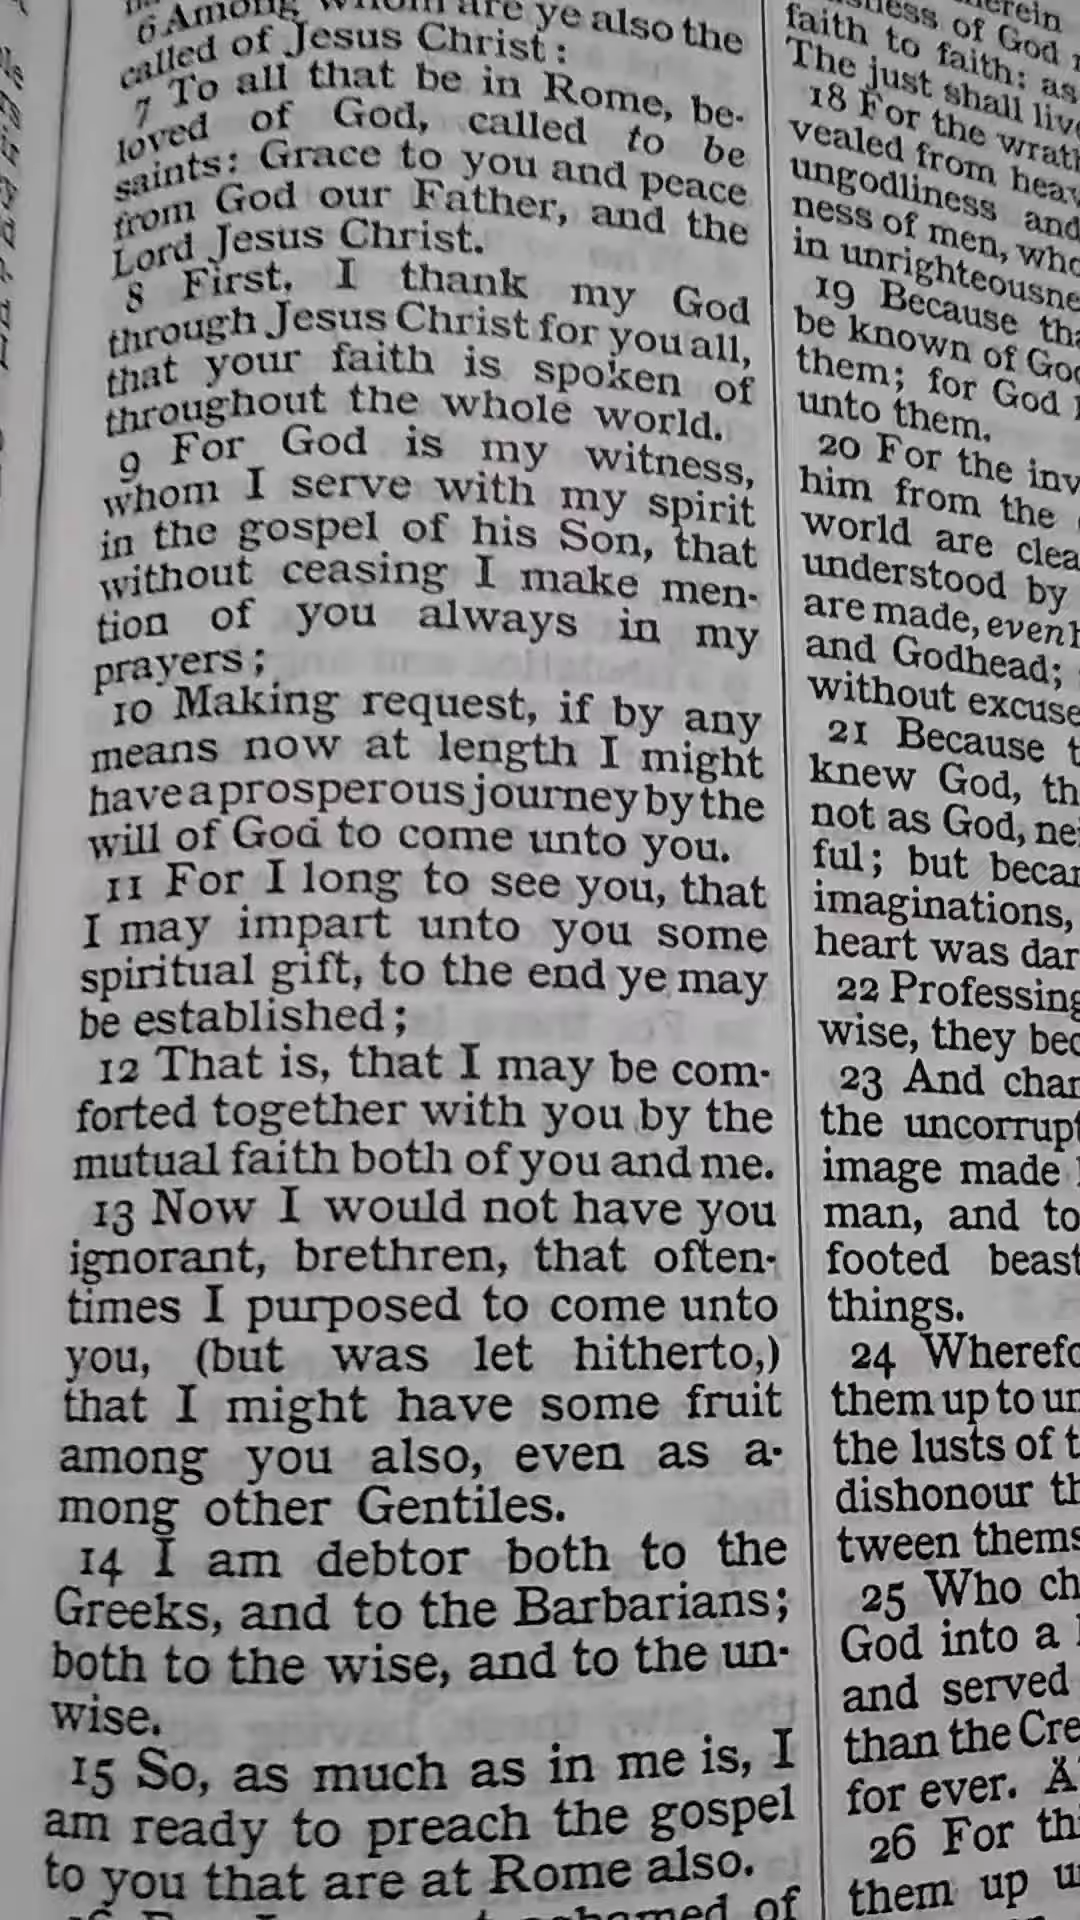 6 Among whom are ye also the
called of Jesus Christ:
7 To all that be in Rome, be-
loved of God, called to be
saints: Grace to you and peace
from God our Father, and the
Lord Jesus Christ.
8 First, I thank my God
through Jesus Christ for you all,
that your faith is spoken of
throughout the whole world.
9 For God is my witness,
whom I serve with my spirit
in the gospel of his Son, that
without ceasing I make men-
tion of you always in my
prayers;
10 Making request, if by any
means now at length I might
have a prosperous journey by the
will of God to come unto you.
11 For I long to see you, that
I may impart unto you some
spiritual gift, to the end ye may
be established;
12 That is, that I may be com-
forted together with you by the
mutual faith both of you and me.
13 Now I would not have you
ignorant, brethren, that often-
times I purposed to come unto
you, (but was let hitherto,)
that I might have some fruit
among you also, even as a-
mong other Gentiles.
14 I am debtor both to the
Greeks, and to the Barbarians;
both to the wise, and to the un-
wise.
15 So, as much as in me is, I
am ready to preach the gospel
to you that are at Rome also.
of
of God
faith to faith: as
The just shall live
18 For the wrath
vealed from heav
ungodliness and
ness of men, who
in unrighteousne
19 Because tha
be known of God
them; for God
unto them.
20 For the inv
him from the
world are clea
understood by
are made, even
and Godhead;
without excuse
21 Because t
knew God, th
not as God, nei
ful; but becam
imaginations,
heart was dar
22 Professing
wise, they bec
23 And chan
the uncorrupt
image made
man, and to
footed beast
things.
24 Wherefo
them up to un
the lusts of t
dishonour th
tween thems
25 Who ch
God into a
and served
than the Cre
for ever. A
26 For thi
them up u